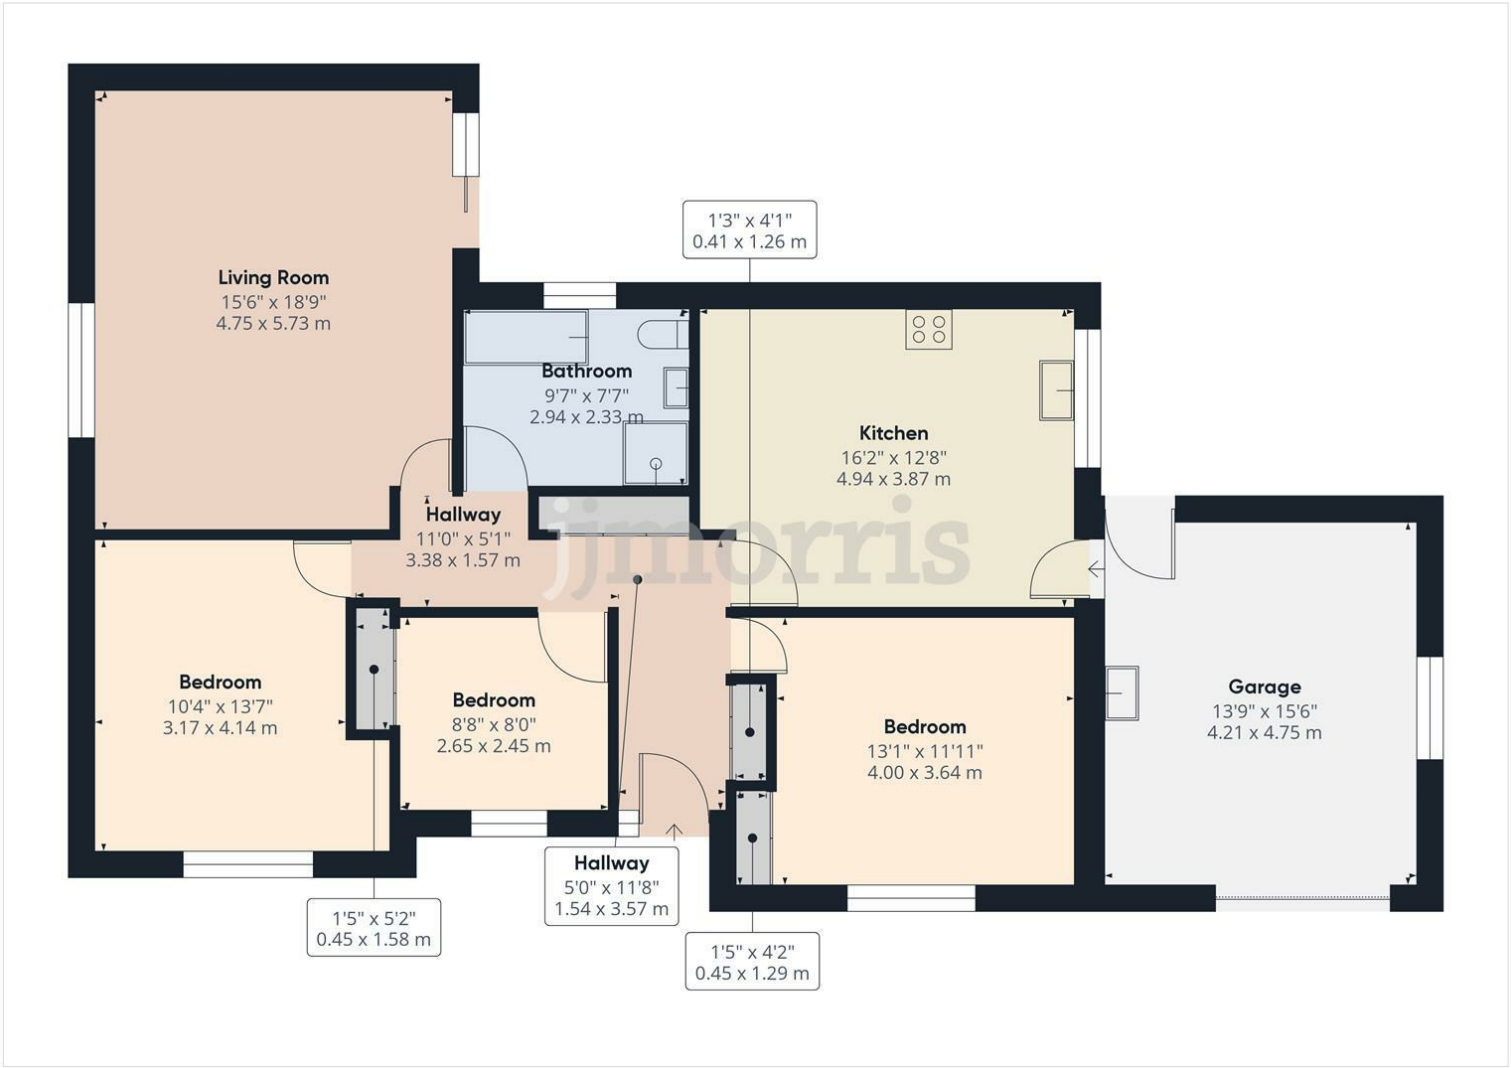 Living Room
15'6" x 18'9"
4.75 x 5.73 m
1'3" x 4'1"
0.41 x 1.26 m
Bathroom
9'7" x 7'7"
2.94 x 2.33 m
Kitchen
16'2" x 12'8"
4.94 x 3.87 m
Hallway
11'0" x 5'1"
3.38 x 1.57 m
jjmorris
Bedroom
10'4" x 13'7"
3.17 x 4.14 m
Bedroom
8'8" x 8'0"
2.65 x 2.45 m
Bedroom
13'1" x 11'11"
4.00 x 3.64 m
Garage
13'9" x 15'6"
4.21 x 4.75 m
Hallway
5'0" x 11'8"
1.54 x 3.57 m
1'5" x 5'2"
0.45 x 1.58 m
1'5" x 4'2"
0.45 x 1.29 m